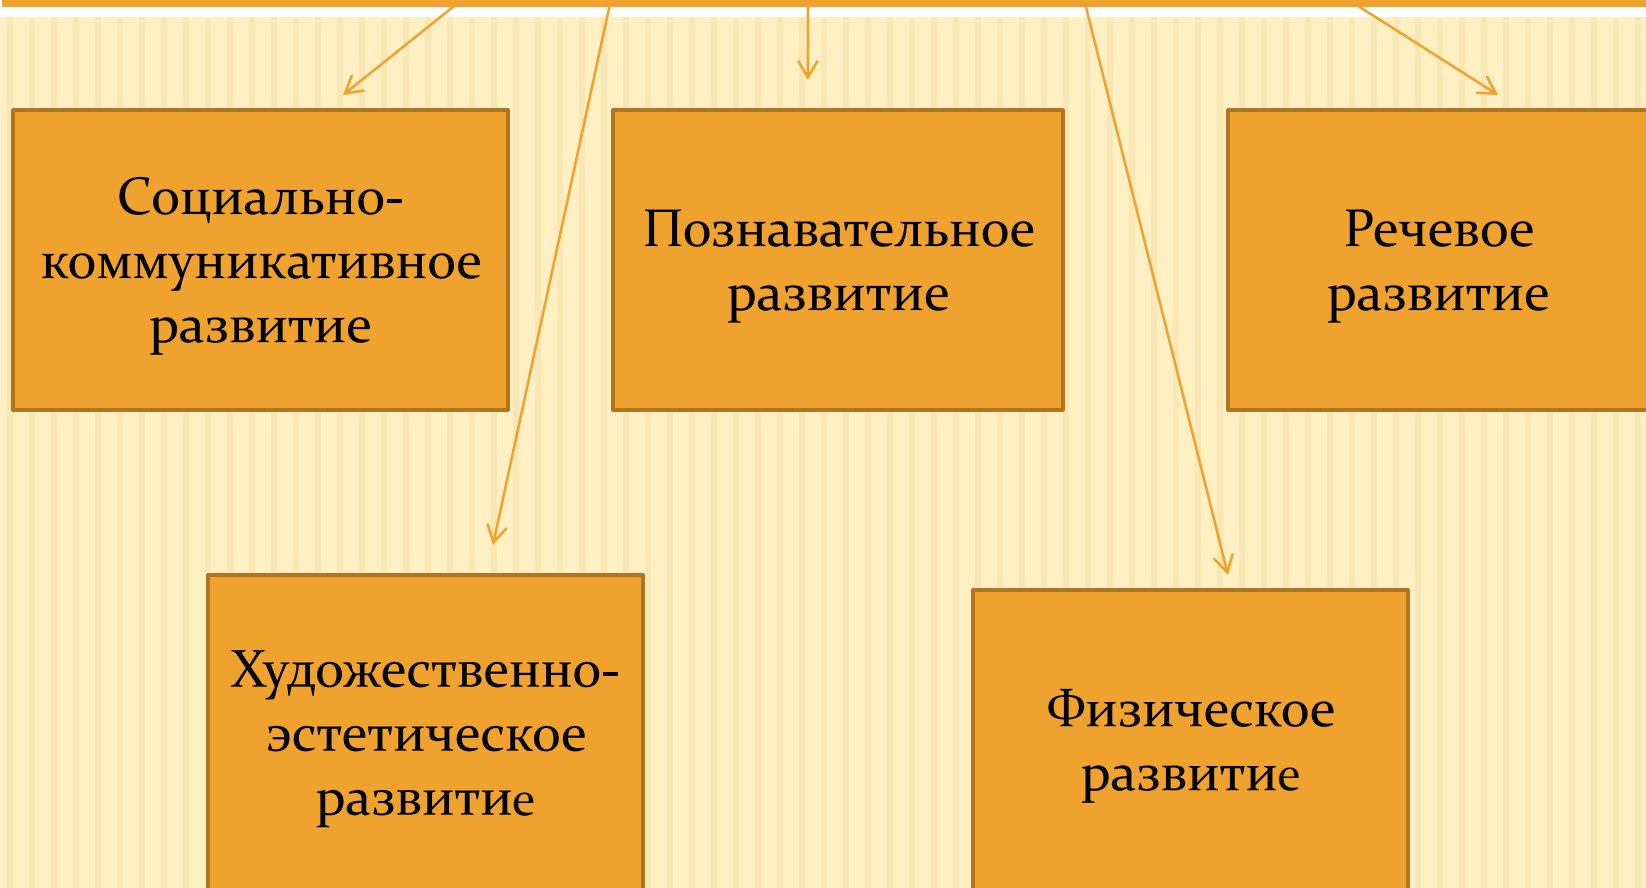 Социально-
коммуникативное
развитие
Познавательное
развитие
Речевое
развитие
Художественно-
эстетическое
развитие
Физическое
развитие